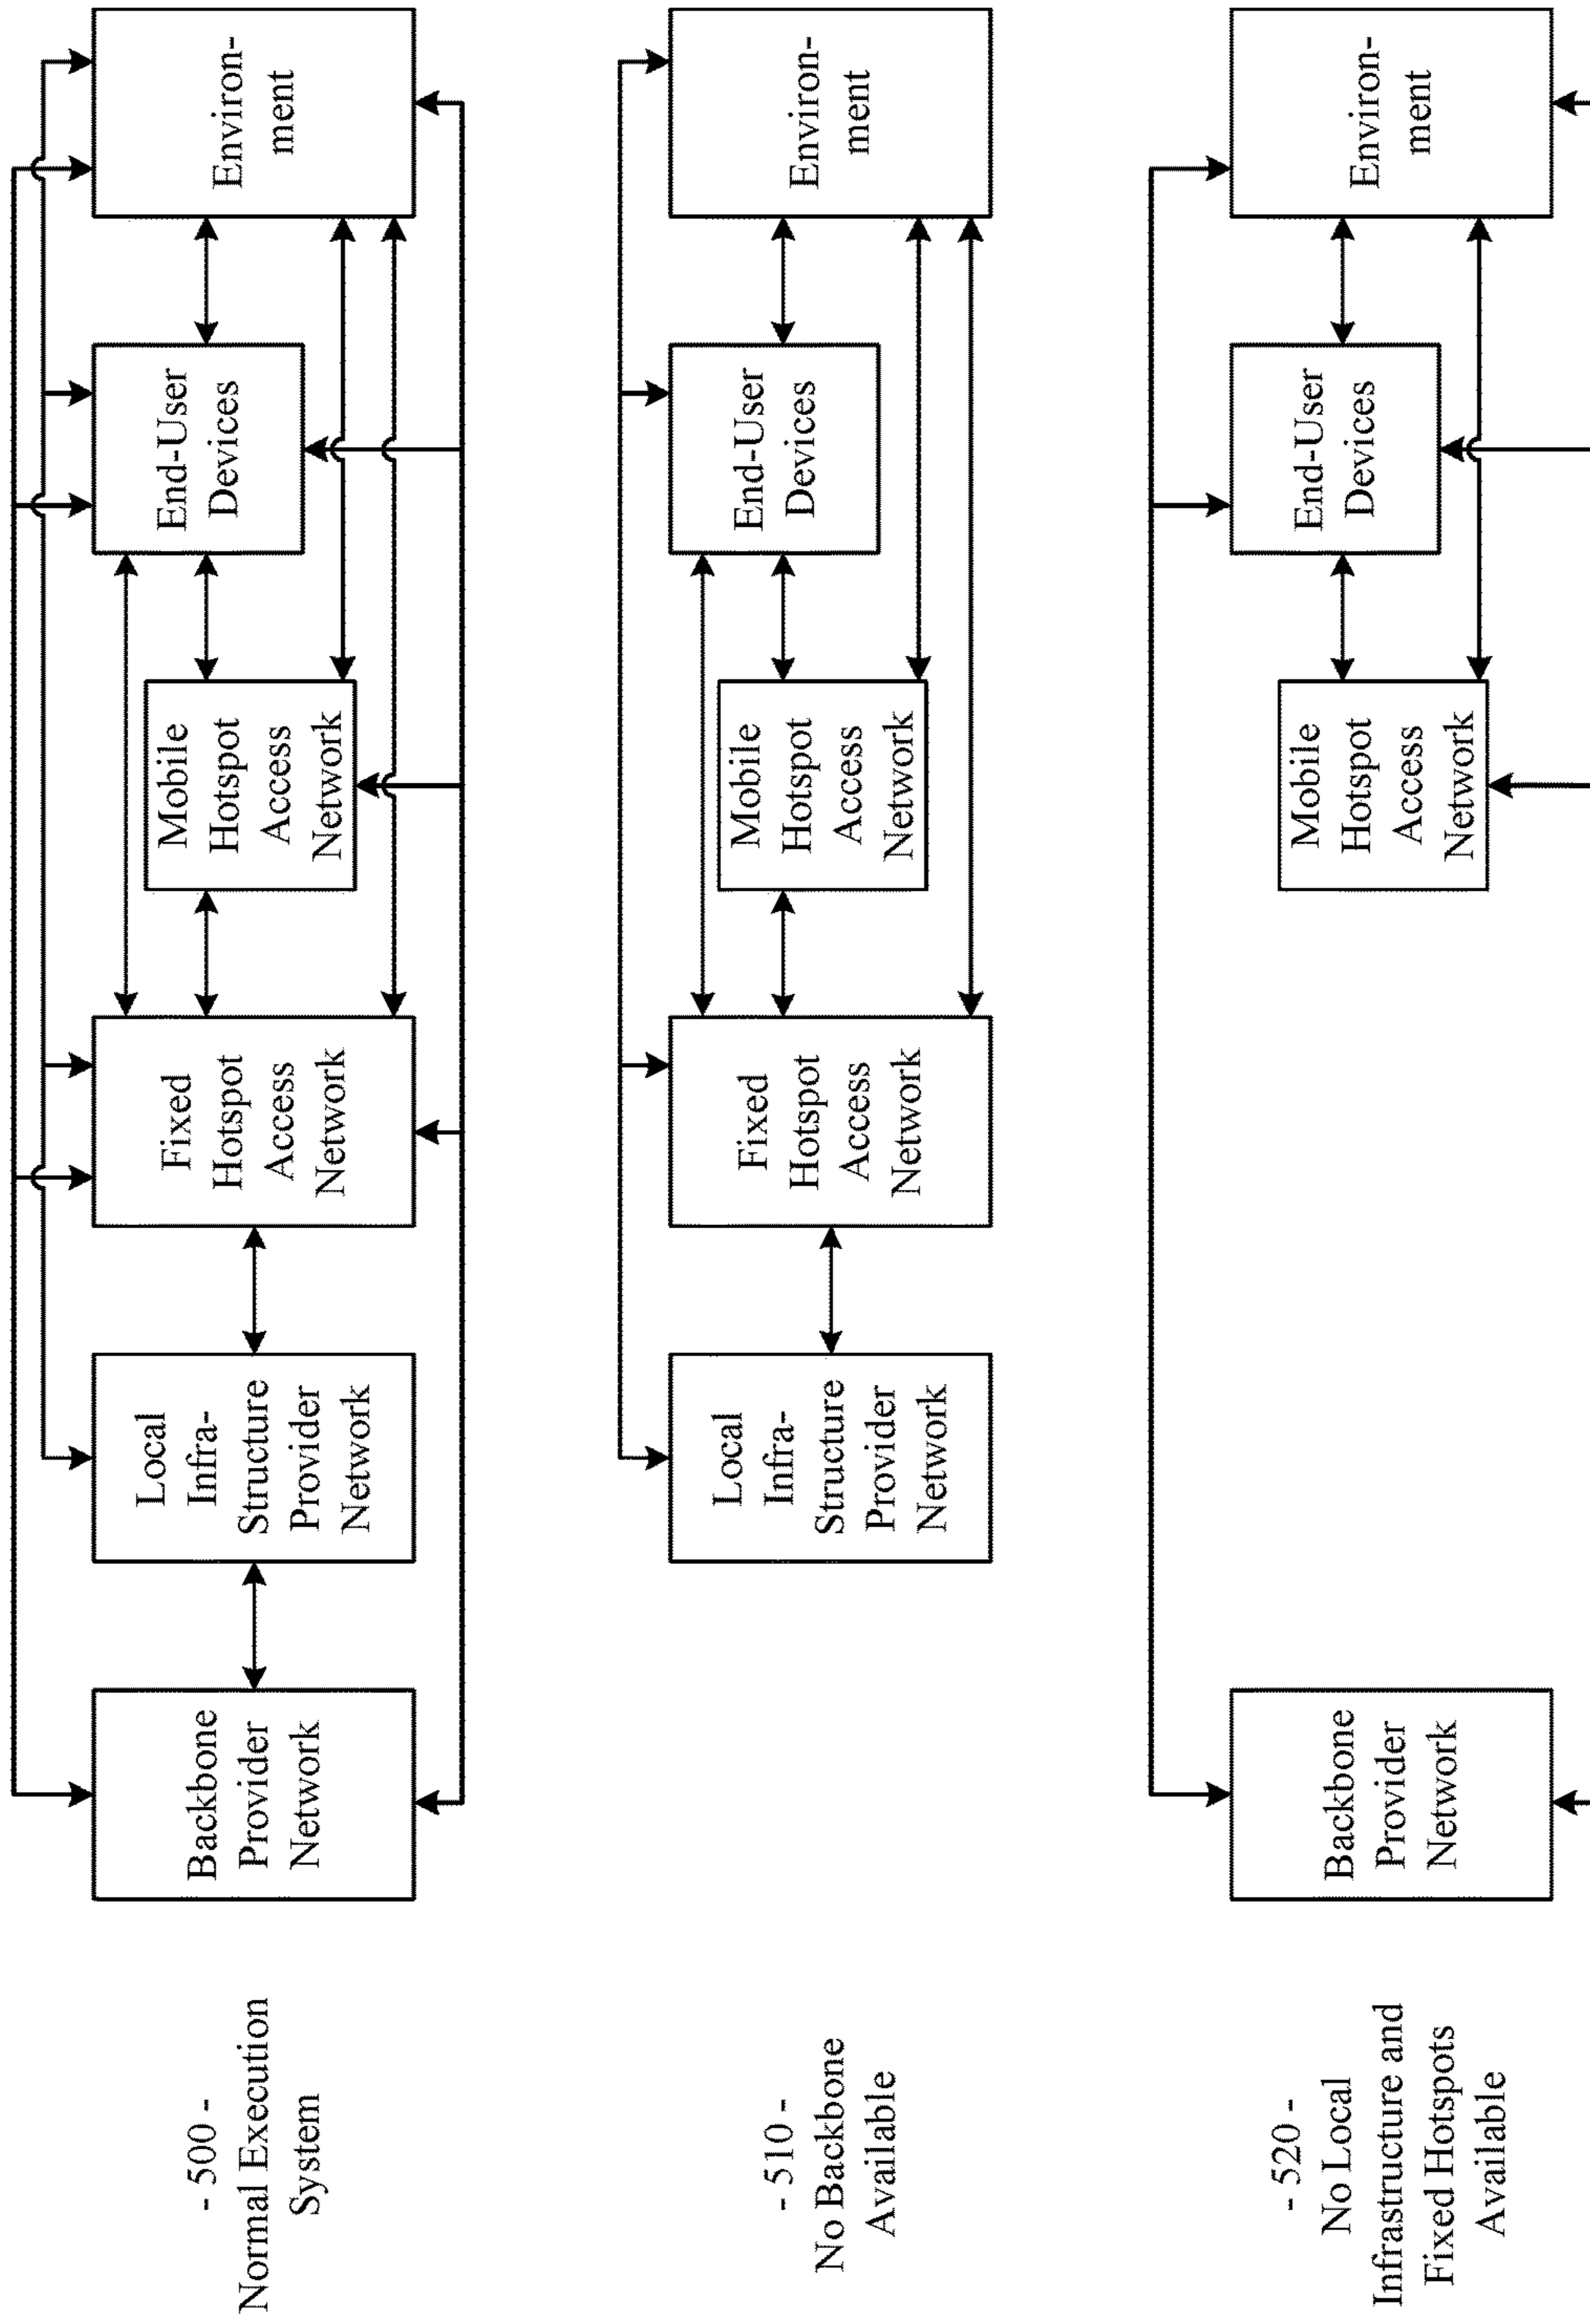 - 500 -
Normal Execution
System
Backbone
Provider
Network
Local
Infra-
Structure
Provider
Network
Fixed
Hotspot
Access
Network
Mobile
Hotspot
Access
Network
End-User
Devices
Environ-
ment
- 510 -
No Backbone
Available
Local
Infra-
Structure
Provider
Network
Fixed
Hotspot
Access
Network
Mobile
Hotspot
Access
Network
End-User
Devices
Environ-
ment
- 520 -
No Local
Infrastructure and
Fixed Hotspots
Available
Backbone
Provider
Network
Mobile
Hotspot
Access
Network
End-User
Devices
Environ-
ment